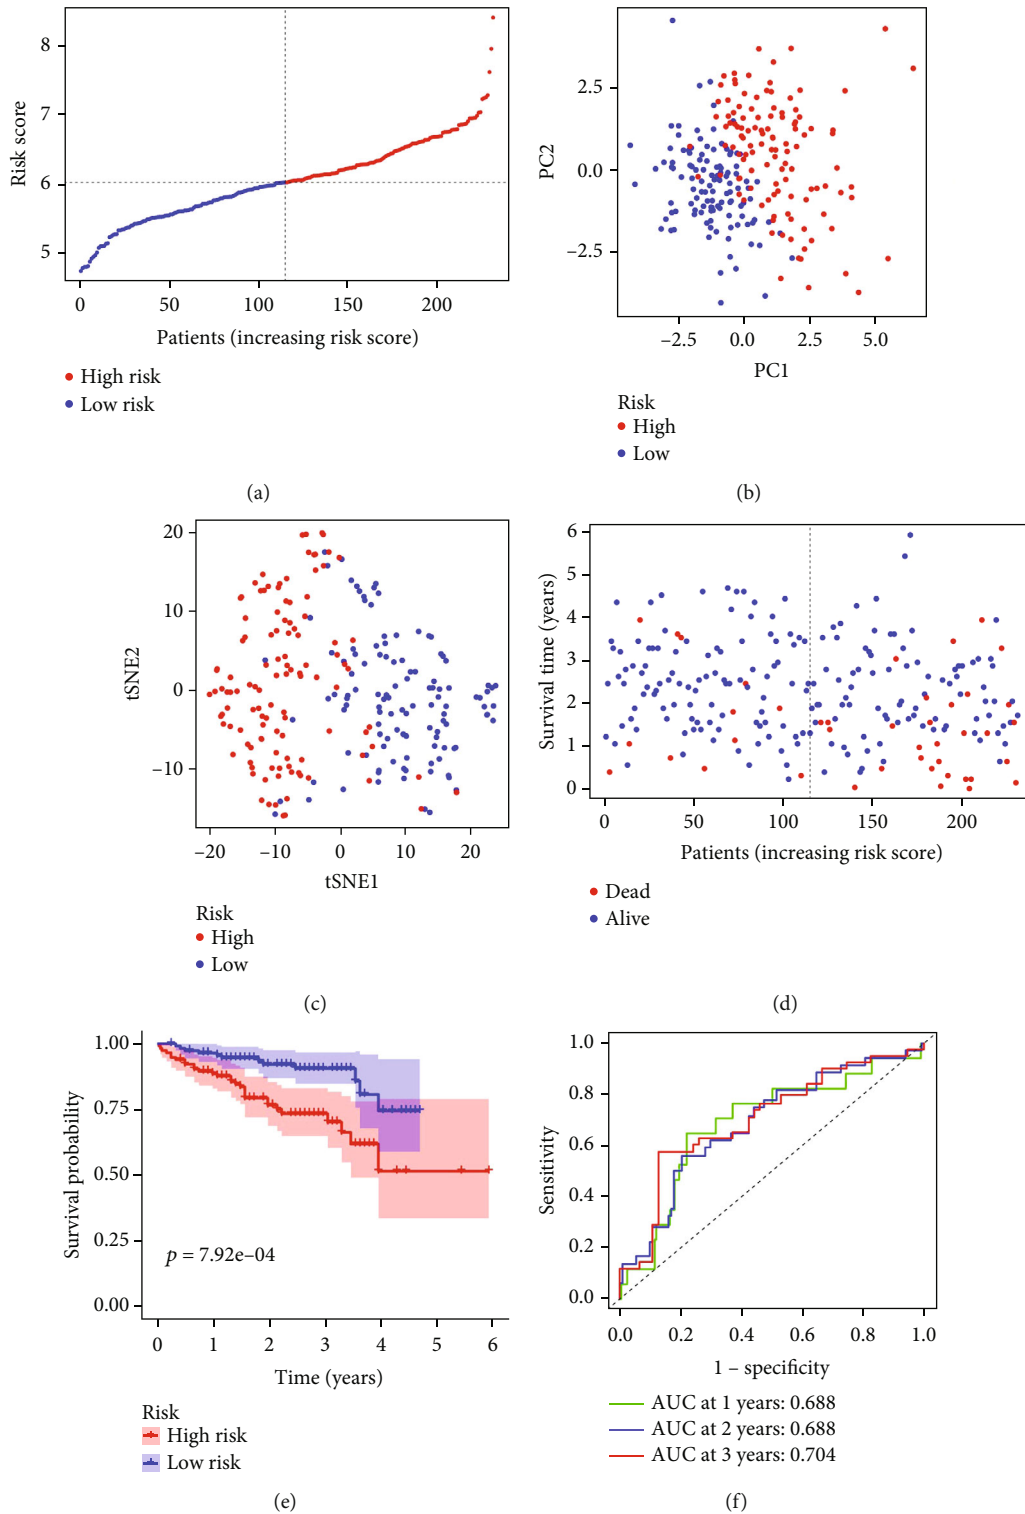 8
7
6
5
Risk score
0 50 100 150 200
Patients (increasing risk score)
High risk
Low risk
(a)
2.5
0.0
−2.5
PC2
−2.5 0.0 2.5 5.0
PC1
Risk
High
Low
(b)
20
10
0
−10
tSNE2
−20 −10 0 10 20
tSNE1
Risk
High
Low
(c)
6
5
4
3
2
1
0
Survival time (years)
0 50 100 150 200
Patients (increasing risk score)
Dead
Alive
(d)
1.00
0.75
0.50
0.25
0.00
Survival probability
p = 7.92e−04
0 1 2 3 4 5 6
Time (years)
Risk
High risk
Low risk
(e)
1.0
0.8
0.6
0.4
0.2
0.0
Sensitivity
0.0 0.2 0.4 0.6 0.8 1.0
1 − specificity
AUC at 1 years: 0.688
AUC at 2 years: 0.688
AUC at 3 years: 0.704
(f)